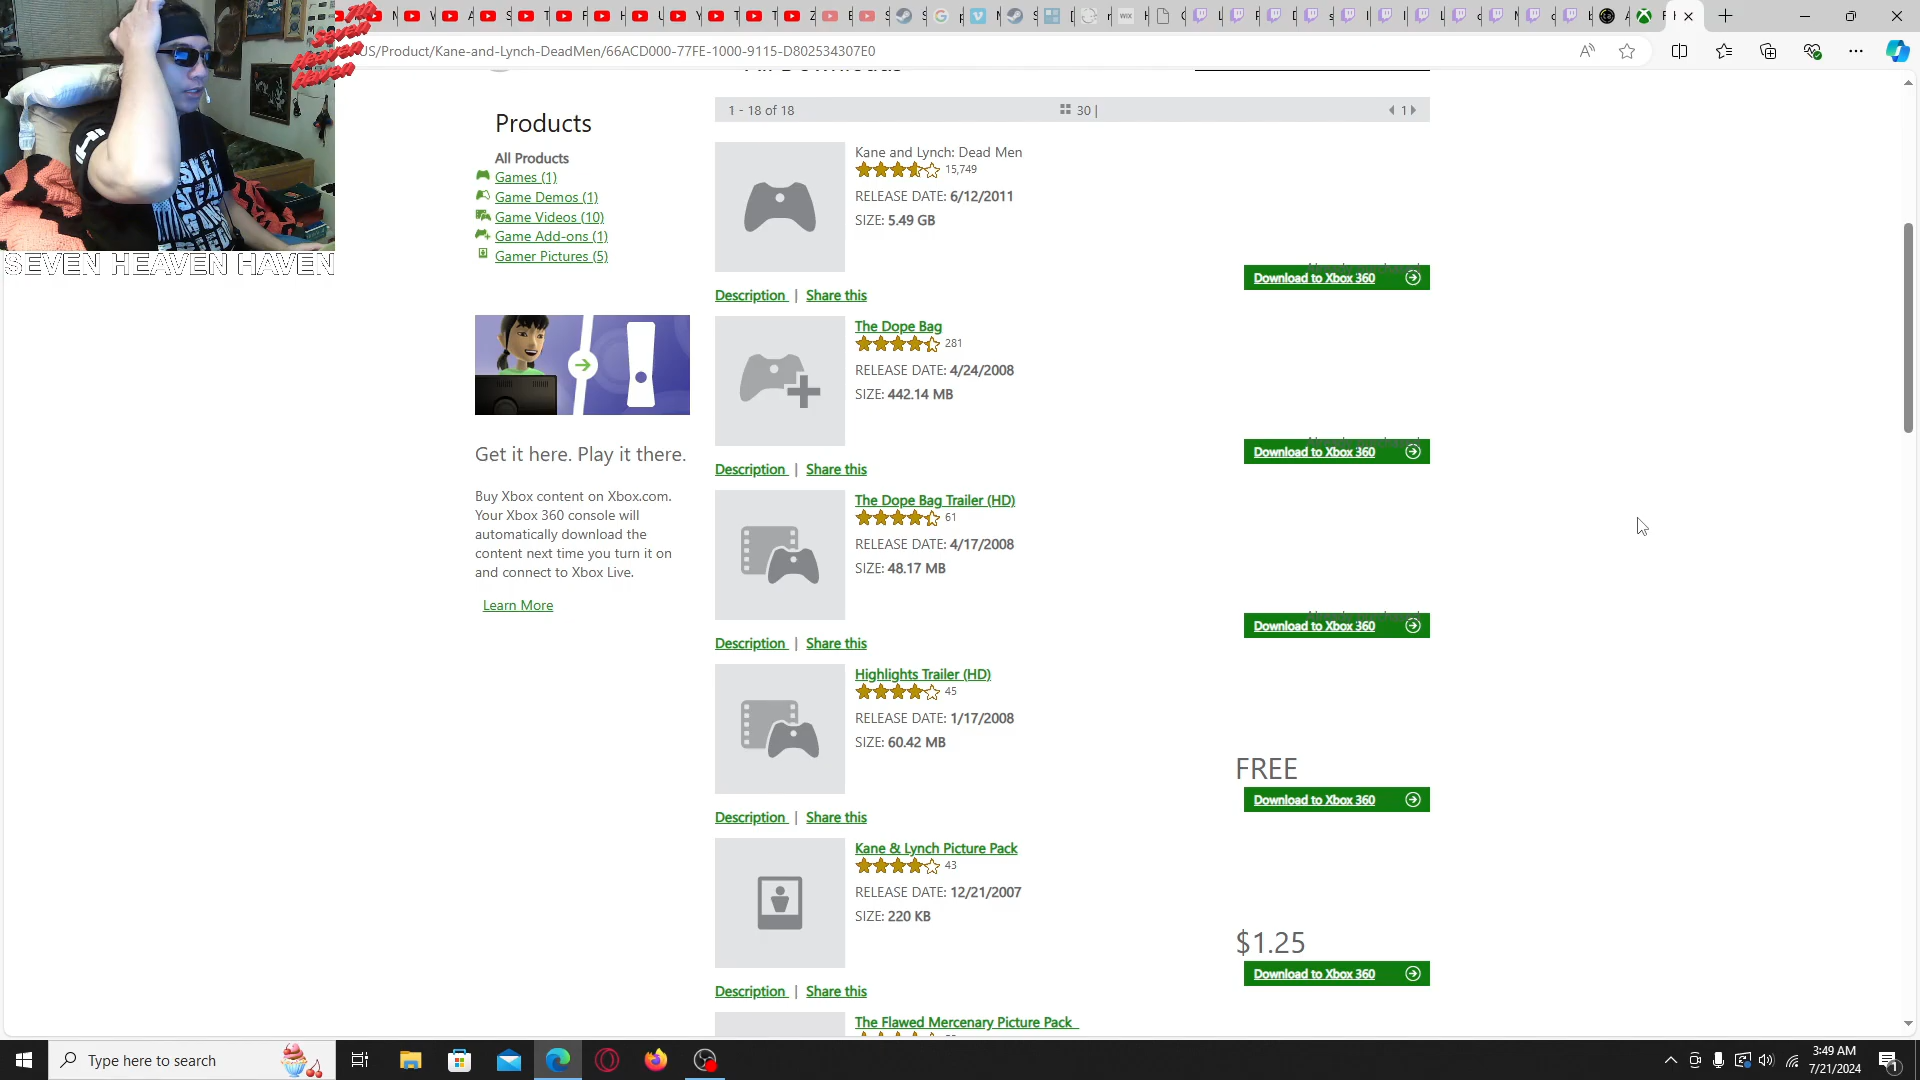 7th
Seven
Heaven
Haven
SEVEN HEAVEN HAVEN
US/Product/Kane-and-Lynch-DeadMen/66ACD000-77FE-1000-9115-D802534307E0
All Downloads
Products
All Products
Games (1)
Game Demos (1)
Game Videos (10)
Game Add-ons (1)
Gamer Pictures (5)
Get it here. Play it there.
Buy Xbox content on Xbox.com.
Your Xbox 360 console will
automatically download the
content next time you turn it on
and connect to Xbox Live.
Learn More
1 - 18 of 18
30 |
1
Kane and Lynch: Dead Men
15,749
RELEASE DATE: 6/12/2011
SIZE: 5.49 GB
Download to Xbox 360
Description | Share this
The Dope Bag
281
RELEASE DATE: 4/24/2008
SIZE: 442.14 MB
Download to Xbox 360
Description | Share this
The Dope Bag Trailer (HD)
61
RELEASE DATE: 4/17/2008
SIZE: 48.17 MB
Download to Xbox 360
Description | Share this
Highlights Trailer (HD)
45
RELEASE DATE: 1/17/2008
SIZE: 60.42 MB
FREE
Download to Xbox 360
Description | Share this
Kane & Lynch Picture Pack
43
RELEASE DATE: 12/21/2007
SIZE: 220 KB
$1.25
Download to Xbox 360
Description | Share this
The Flawed Mercenary Picture Pack
Type here to search
3:49 AM
7/21/2024
1